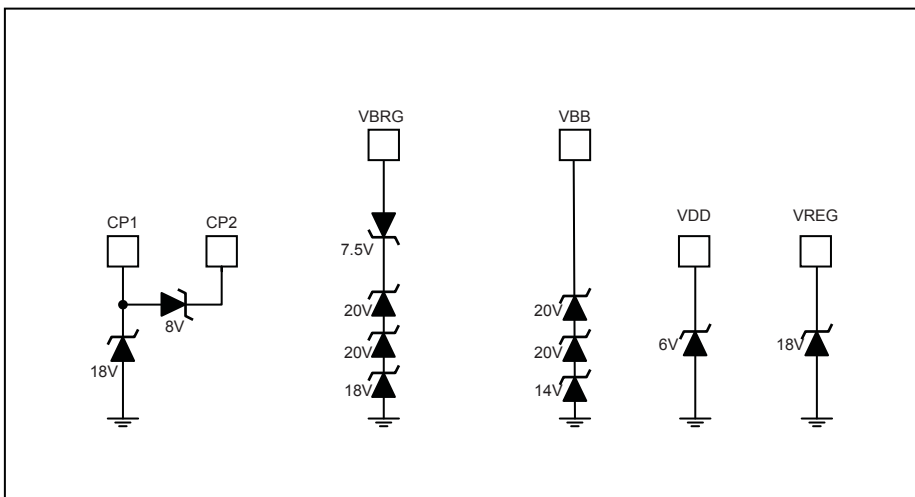 VBRG
VBB
CP1
CP2
VDD
VREG
7.5V
8V
20V
20V
18V
20V
20V
14V
18V
6V
18V